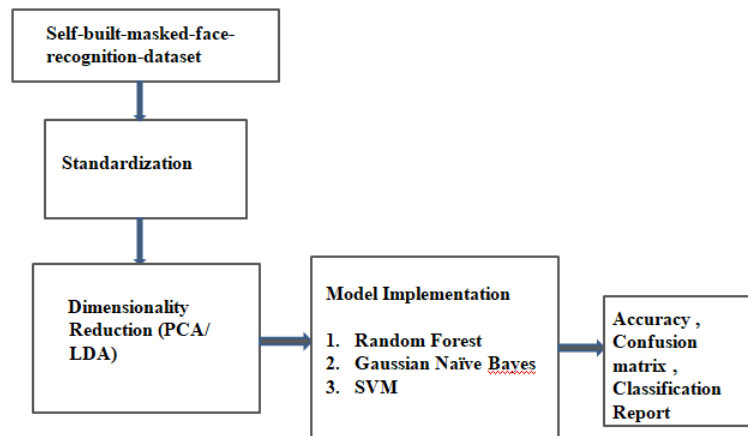 Self-built-masked-face-
recognition-dataset
Standardization
Dimensionality
Reduction (PCA/
LDA)
Model Implementation
1. Random Forest
2. Gaussian Naïve Bayes
3. SVM
Accuracy ,
Confusion
matrix ,
Classification
Report